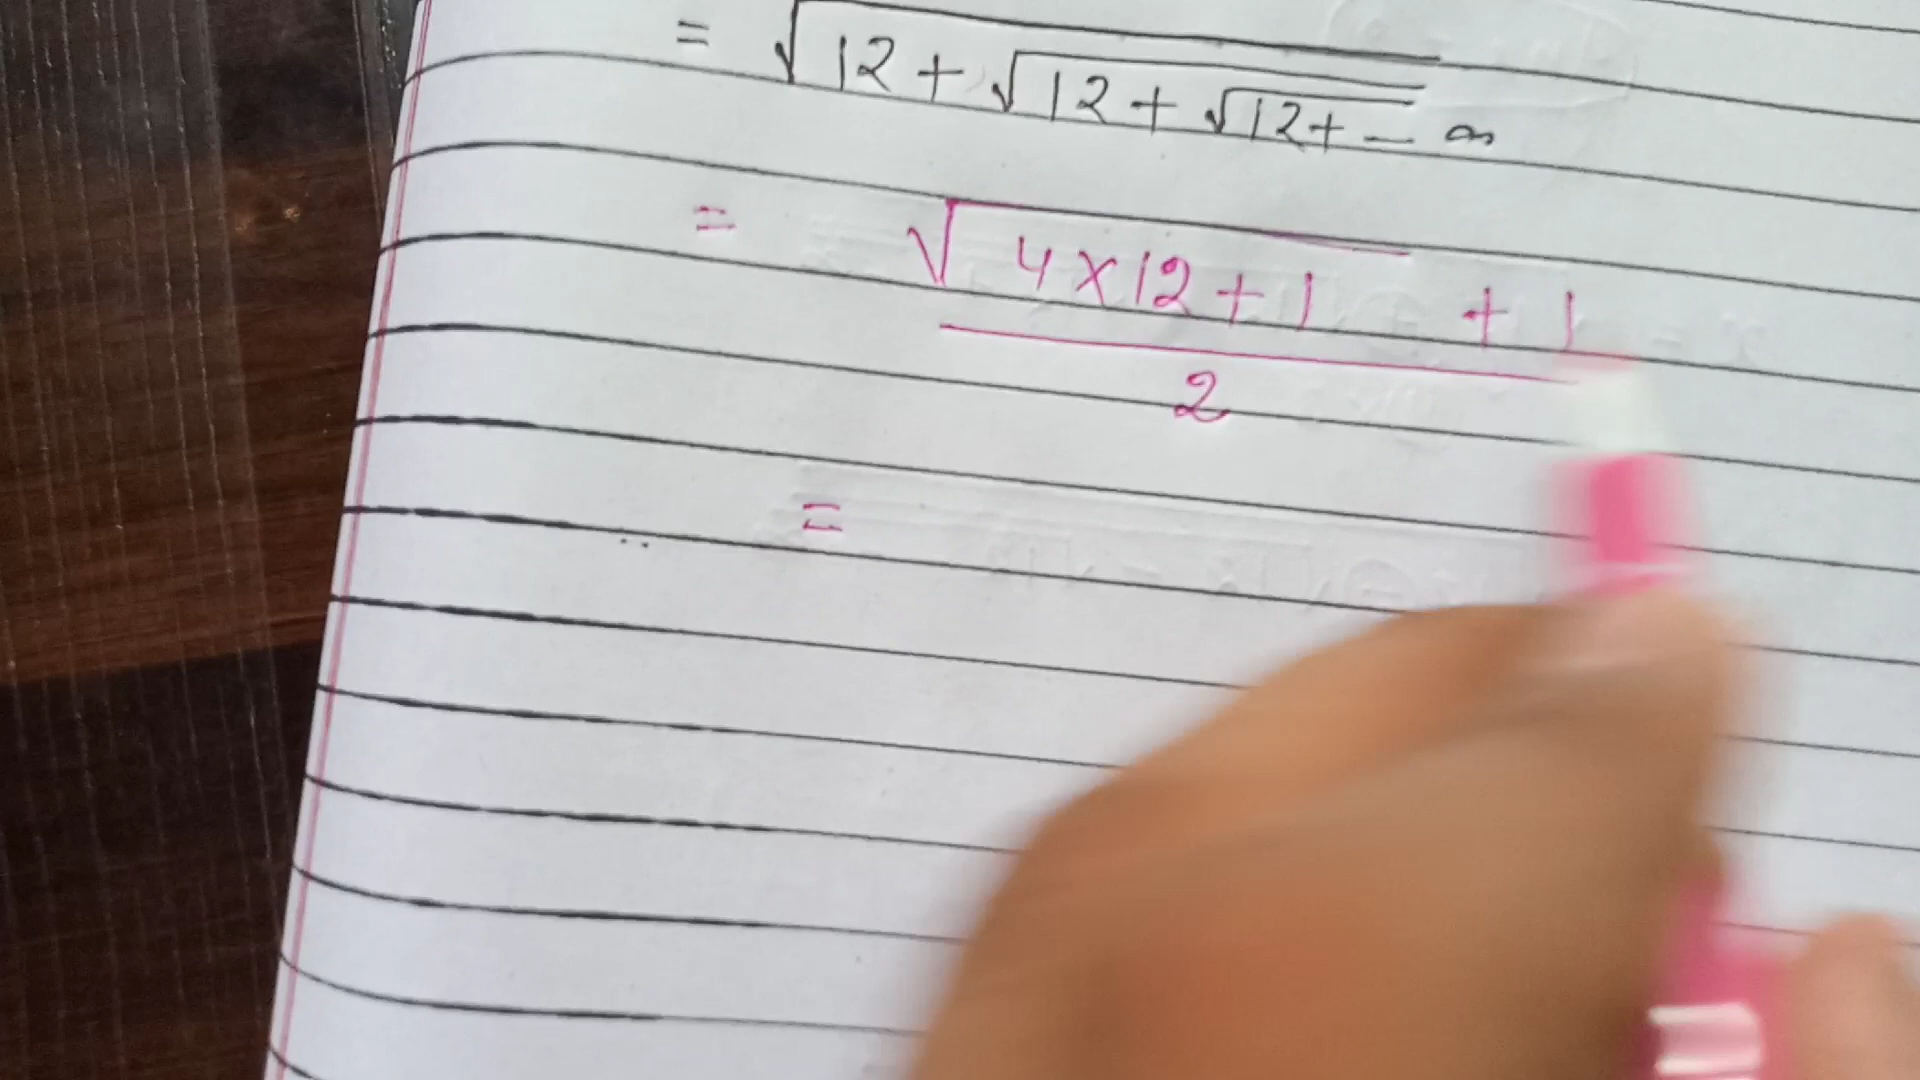 = √12 + √12 + √12 + – ∞
= √4 × 12 + 1 + 1
2
=